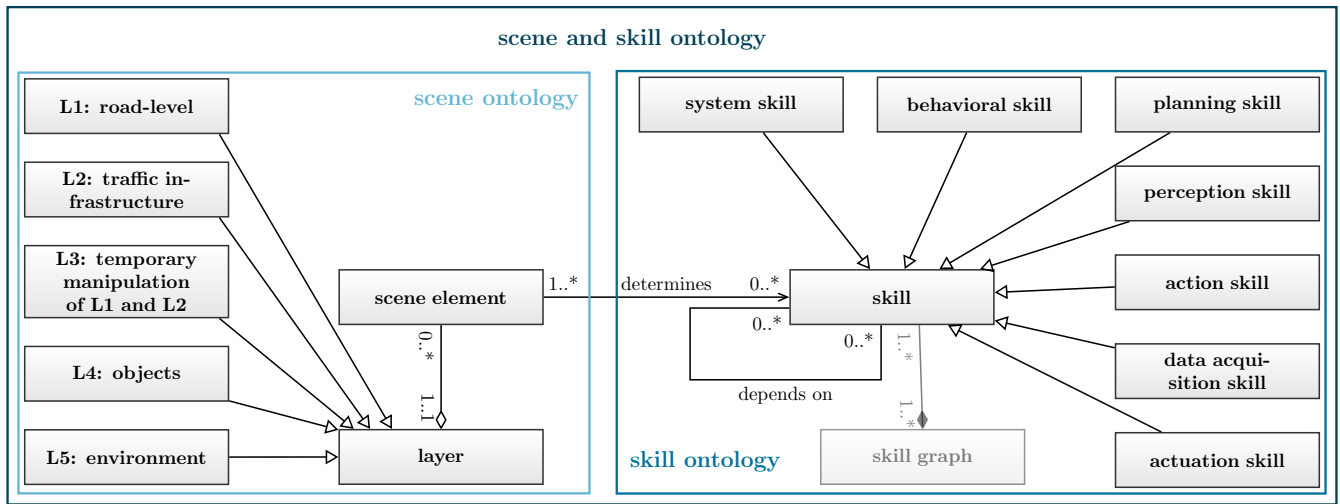 scene and skill ontology
scene ontology
L1: road-level
L2: traffic in-
frastructure
L3: temporary
manipulation
of L1 and L2
L4: objects
L5: environment
scene element
0..*
1..1
layer
1..*
determines
0..*
system skill
behavioral skill
planning skill
perception skill
action skill
data acqui-
sition skill
actuation skill
skill
0..*
0..*
depends on
1..*
1..*
skill graph
skill ontology